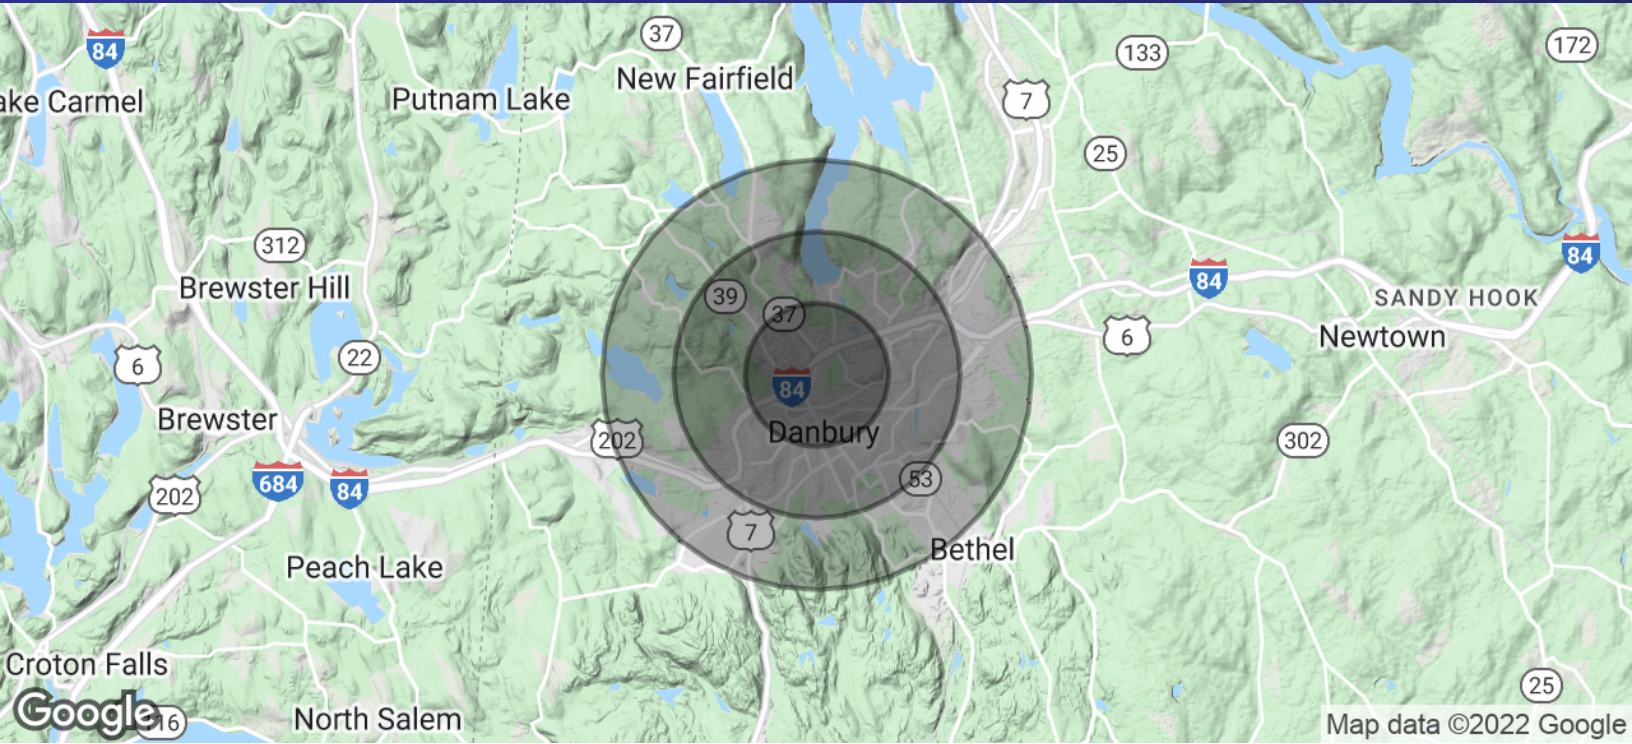 84
37
133
172
New Fairfield
ake Carmel
Putnam Lake
7
25
312
84
84
Brewster Hill
39
SANDY HOOK
37
6
Newtown
22
6
84
Brewster
202
Danbury
302
684
84
202
53
7
Bethel
Peach Lake
Croton Falls
25
Google
116
North Salem
Map data ©2022 Google